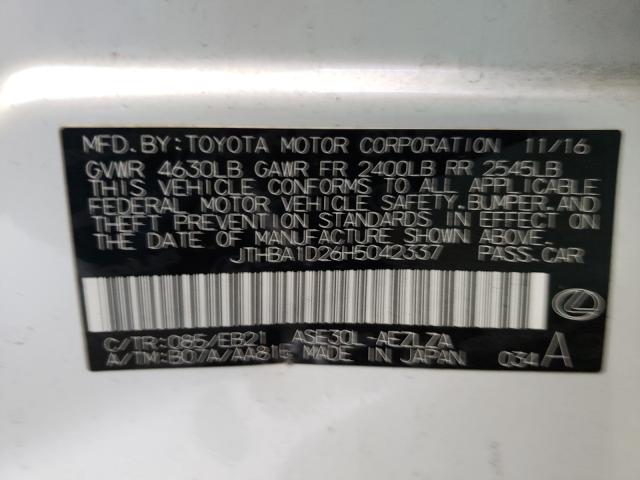 MFD. BY: TOYOTA MOTOR CORPORATION 11/16
GVWR 4630LB GAWR FR 2400LB RR 2545LB
THIS VEHICLE CONFORMS TO ALL APPLICABLE
FEDERAL MOTOR VEHICLE SAFETY, BUMPER, AND
THEFT PREVENTION STANDARDS IN EFFECT ON
THE DATE OF MANUFACTURE SHOWN ABOVE.
JTHBA1D26H5042337 PASS. CAR
C/TR: 085/EB21 ASE30L-AEZLZA
A/TM: B07A/AA81E MADE IN JAPAN Q34 A